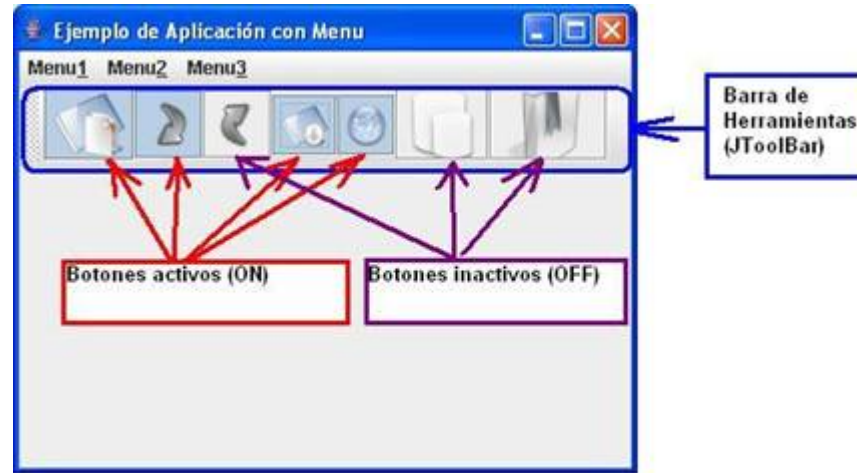 Ejemplo de Aplicación con Menu
Menu1 Menu2 Menu3
Barra de
Herramientas
(JToolBar)
Botones activos (ON)
Botones inactivos (OFF)